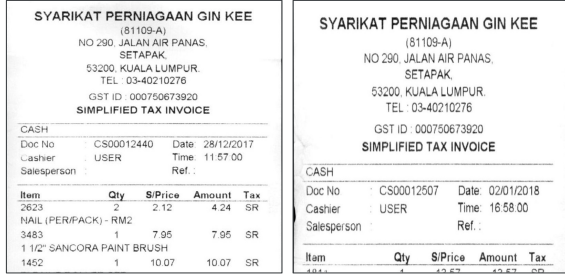 SYARIKAT PERNIAGAAN GIN KEE
(81109-A)
NO 290, JALAN AIR PANAS,
SETAPAK,
53200, KUALA LUMPUR.
TEL : 03-40210276
GST ID : 000750673920
SIMPLIFIED TAX INVOICE
CASH
Doc No : CS00012440 Date 28/12/2017
Cashier : USER Time: 11:57:00
Salesperson : Ref. :
Item Qty S/Price Amount Tax
2623 2 2.12 4.24 SR
NAIL (PER/PACK) - RM2
3483 1 7.95 7.95 SR
1 1/2" SANCORA PAINT BRUSH
1452 1 10.07 10.07 SR
SYARIKAT PERNIAGAAN GIN KEE
(81109-A)
NO 290, JALAN AIR PANAS,
SETAPAK,
53200, KUALA LUMPUR.
TEL : 03-40210276
GST ID : 000750673920
SIMPLIFIED TAX INVOICE
CASH
Doc No : CS00012507 Date: 02/01/2018
Cashier : USER Time: 16:58:00
Salesperson : Ref. :
Item Qty S/Price Amount Tax